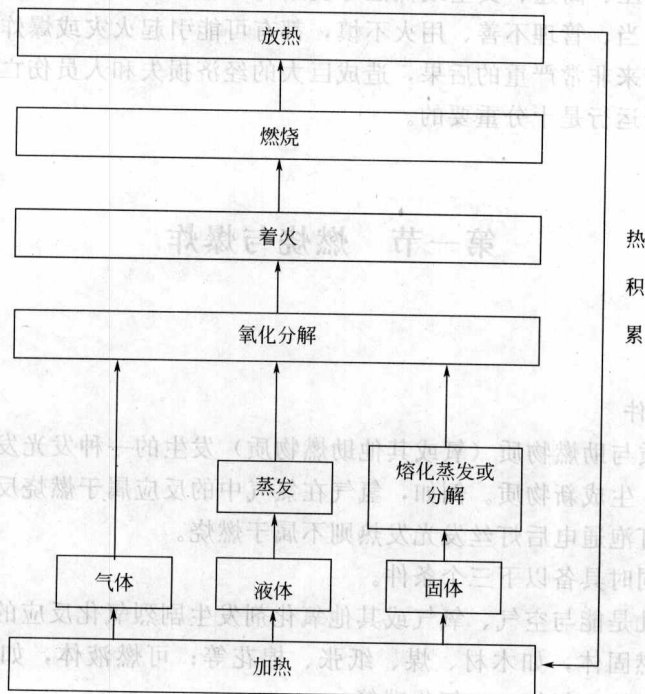 放热
燃烧
着火
热
积
累
氧化分解
熔化蒸发或
分解
蒸发
气体
液体
固体
加热